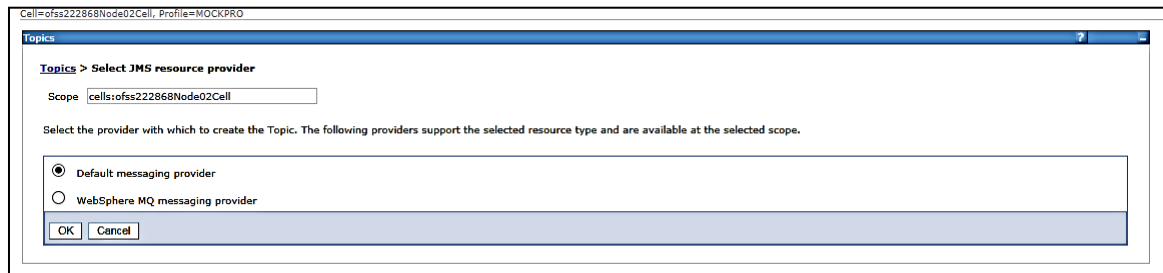 Cell=ofss222868Node02Cell, Profile=MOCKPRO
Topics ? -
Topics > Select JMS resource provider
Scope cells:ofss222868Node02Cell
Select the provider with which to create the Topic. The following providers support the selected resource type and are available at the selected scope.
Default messaging provider
WebSphere MQ messaging provider
OK Cancel